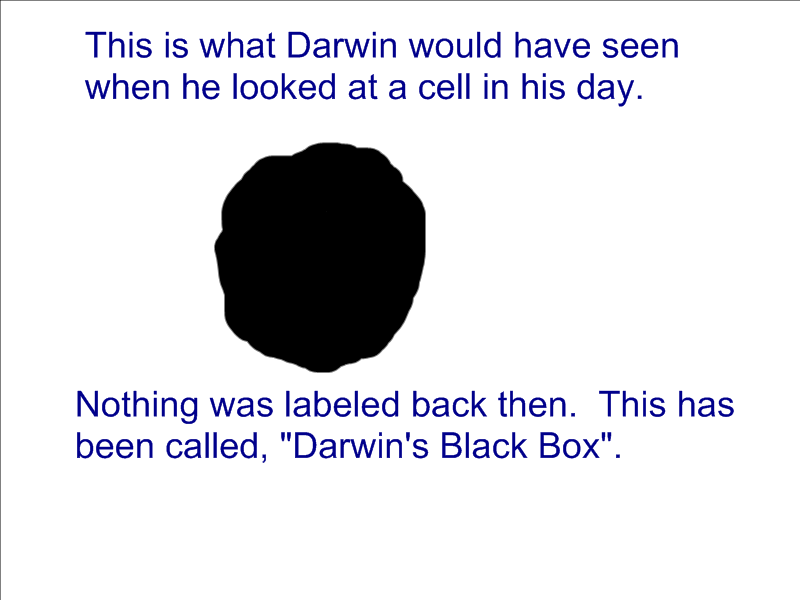 This is what Darwin would have seen
when he looked at a cell in his day.
Nothing was labeled back then.  This has
been called, "Darwin's Black Box".